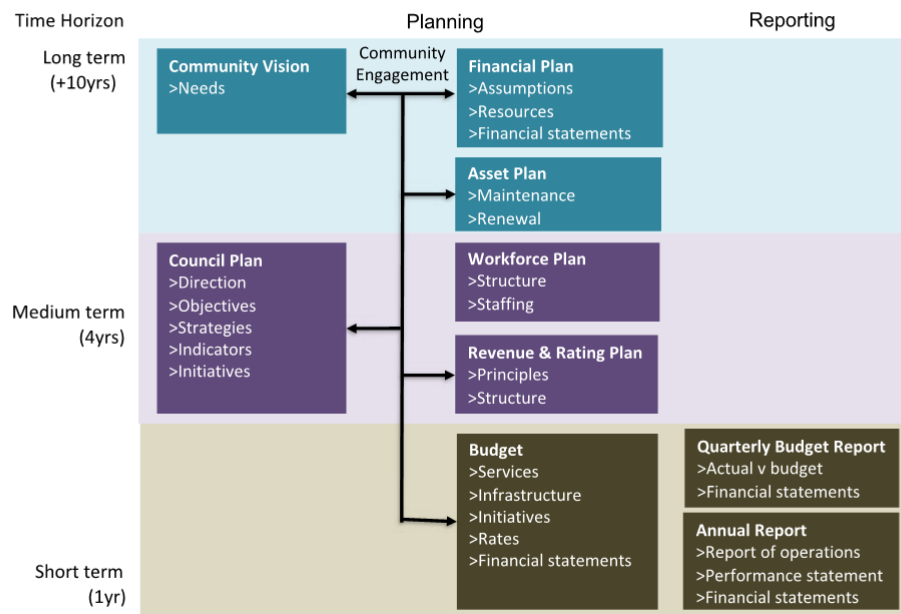 Time Horizon
Planning
Reporting
Long term
(+10yrs)
Community Vision
>Needs
Community
Engagement
Financial Plan
>Assumptions
>Resources
>Financial statements
Asset Plan
>Maintenance
>Renewal
Medium term
(4yrs)
Council Plan
>Direction
>Objectives
>Strategies
>Indicators
>Initiatives
Workforce Plan
>Structure
>Staffing
Revenue & Rating Plan
>Principles
>Structure
Short term
(1yr)
Budget
>Services
>Infrastructure
>Initiatives
>Rates
>Financial statements
Quarterly Budget Report
>Actual v budget
>Financial statements
Annual Report
>Report of operations
>Performance statement
>Financial statements